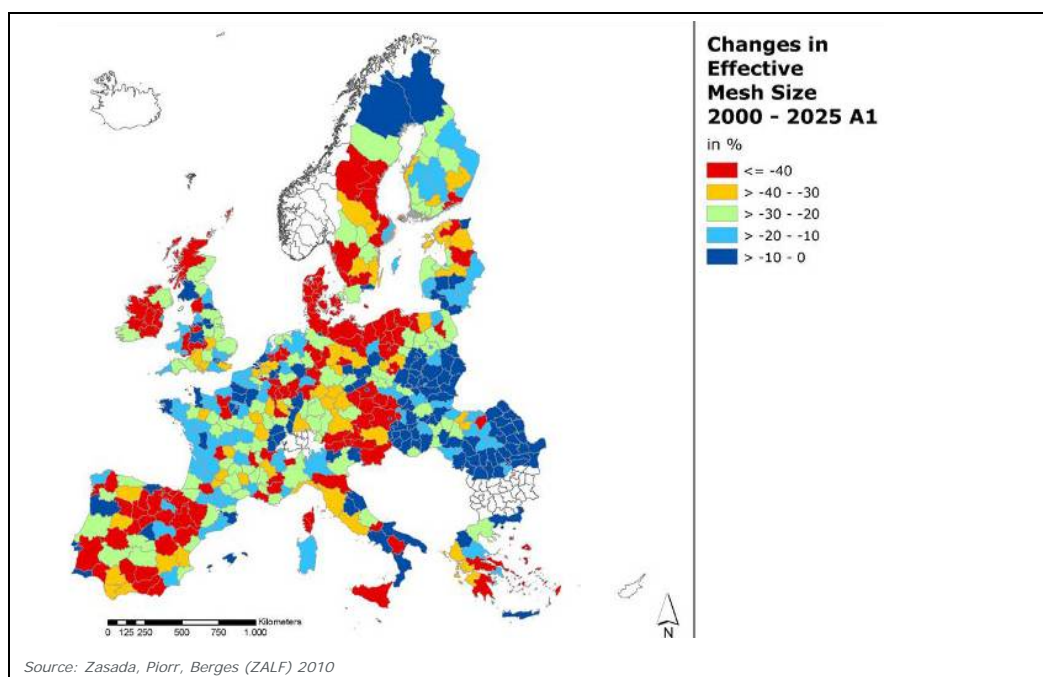 Changes in
Effective
Mesh Size
2000 - 2025 A1
in %
<= -40
> -40 - -30
> -30 - -20
> -20 - -10
> -10 - 0
Kilometers
0 125 250 500 750 1.000
N
Source: Zasada, Piorr, Berges (ZALF) 2010